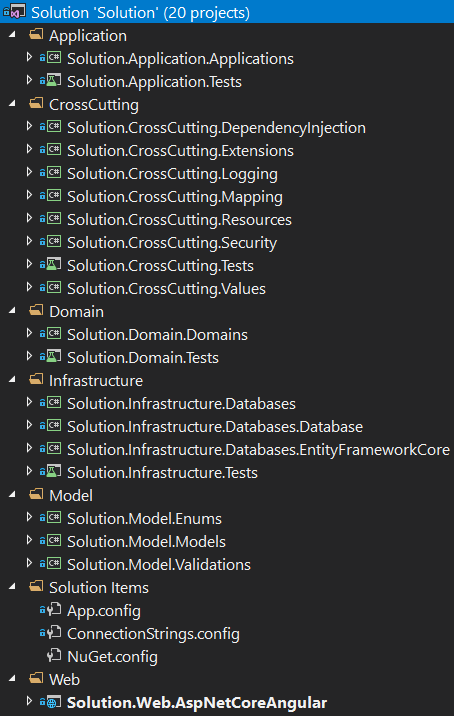 Solution 'Solution' (20 projects)
Application
C# Solution.Application.Applications
Solution.Application.Tests
CrossCutting
C# Solution.CrossCutting.DependencyInjection
C# Solution.CrossCutting.Extensions
C# Solution.CrossCutting.Logging
C# Solution.CrossCutting.Mapping
C# Solution.CrossCutting.Resources
C# Solution.CrossCutting.Security
Solution.CrossCutting.Tests
C# Solution.CrossCutting.Values
Domain
C# Solution.Domain.Domains
Solution.Domain.Tests
Infrastructure
C# Solution.Infrastructure.Databases
C# Solution.Infrastructure.Databases.Database
C# Solution.Infrastructure.Databases.EntityFrameworkCore
Solution.Infrastructure.Tests
Model
C# Solution.Model.Enums
C# Solution.Model.Models
C# Solution.Model.Validations
Solution Items
App.config
ConnectionStrings.config
NuGet.config
Web
Solution.Web.AspNetCoreAngular